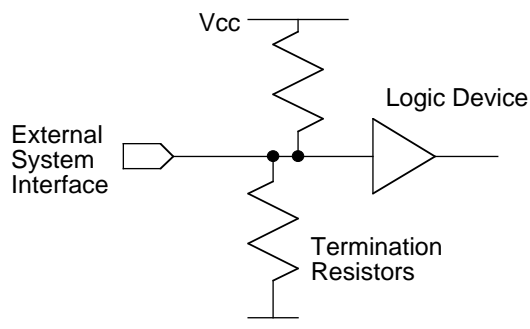 Vcc
Logic Device
External
System
Interface
Termination
Resistors